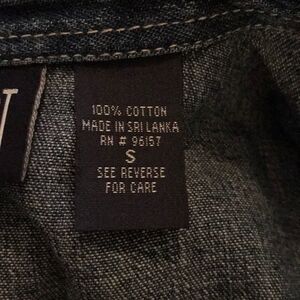 100% COTTON
MADE IN SRI LANKA
RN # 96157
S
SEE REVERSE
FOR CARE